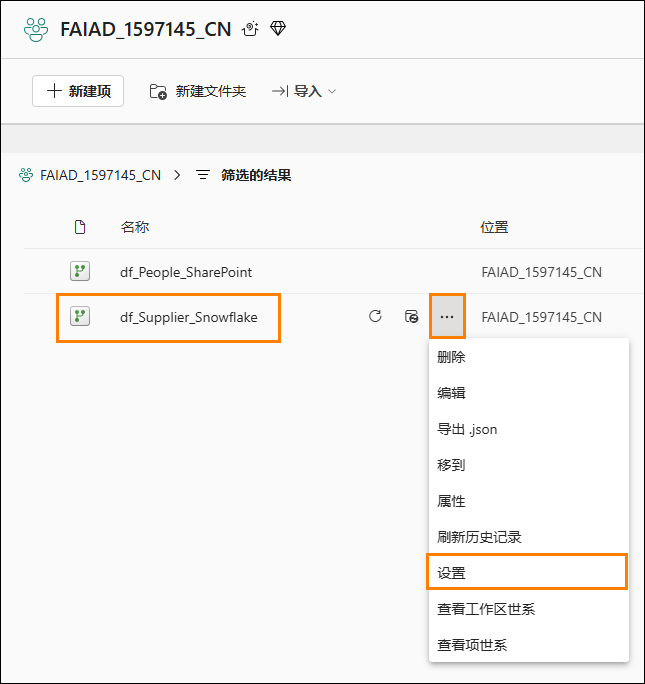 FAIAD_1597145_CN
新建项 新建文件夹 导入
FAIAD_1597145_CN 筛选的结果
名称 位置
df_People_SharePoint FAIAD_1597145_CN
df_Supplier_Snowflake FAIAD_1597145_CN
删除
编辑
导出 .json
移到
属性
刷新历史记录
设置
查看工作区世系
查看项世系